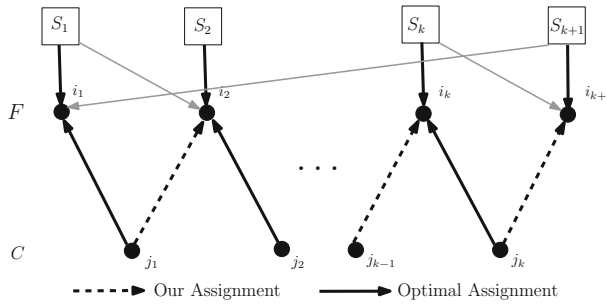 S₁ S₂ Sₖ Sₖ₊₁
F i₁ i₂ iₖ iₖ₊
. . .
C j₁ j₂ jₖ₋₁ jₖ
Our Assignment Optimal Assignment